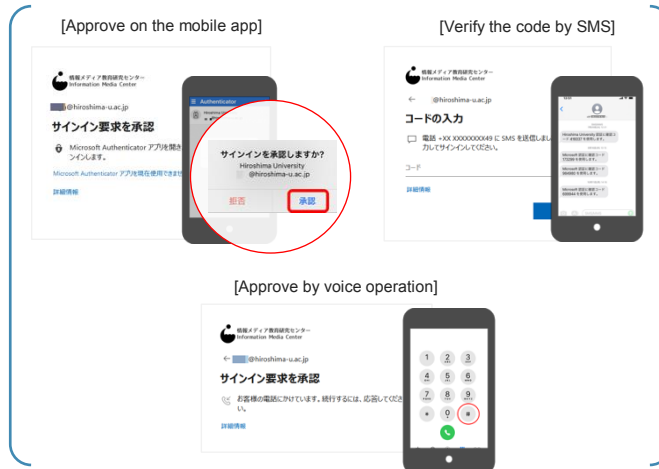 [Approve on the mobile app]
情報メディア教育研究センター
Information Media Center
@hiroshima-u.ac.jp
サインイン要求を承認
Microsoft Authenticator アプリを開き
ンインします。
Microsoft Authenticator アプリを現在使用できませ
詳細情報
Authenticator
サインインを承認しますか?
Hiroshima University
@hiroshima-u.ac.jp
拒否
承認
[Verify the code by SMS]
情報メディア教育研究センター
Information Media Center
← @hiroshima-u.ac.jp
コードの入力
電話 +XX XXXXXXXX49 に SMS を送信しまし
力してサインインしてください。
コード
詳細情報
[Approve by voice operation]
情報メディア教育研究センター
Information Media Center
← @hiroshima-u.ac.jp
サインイン要求を承認
お客様の電話にかけています。続行するには、応答してくださ
い。
詳細情報
1 2 3
4 5 6
7 8 9
* 0 #